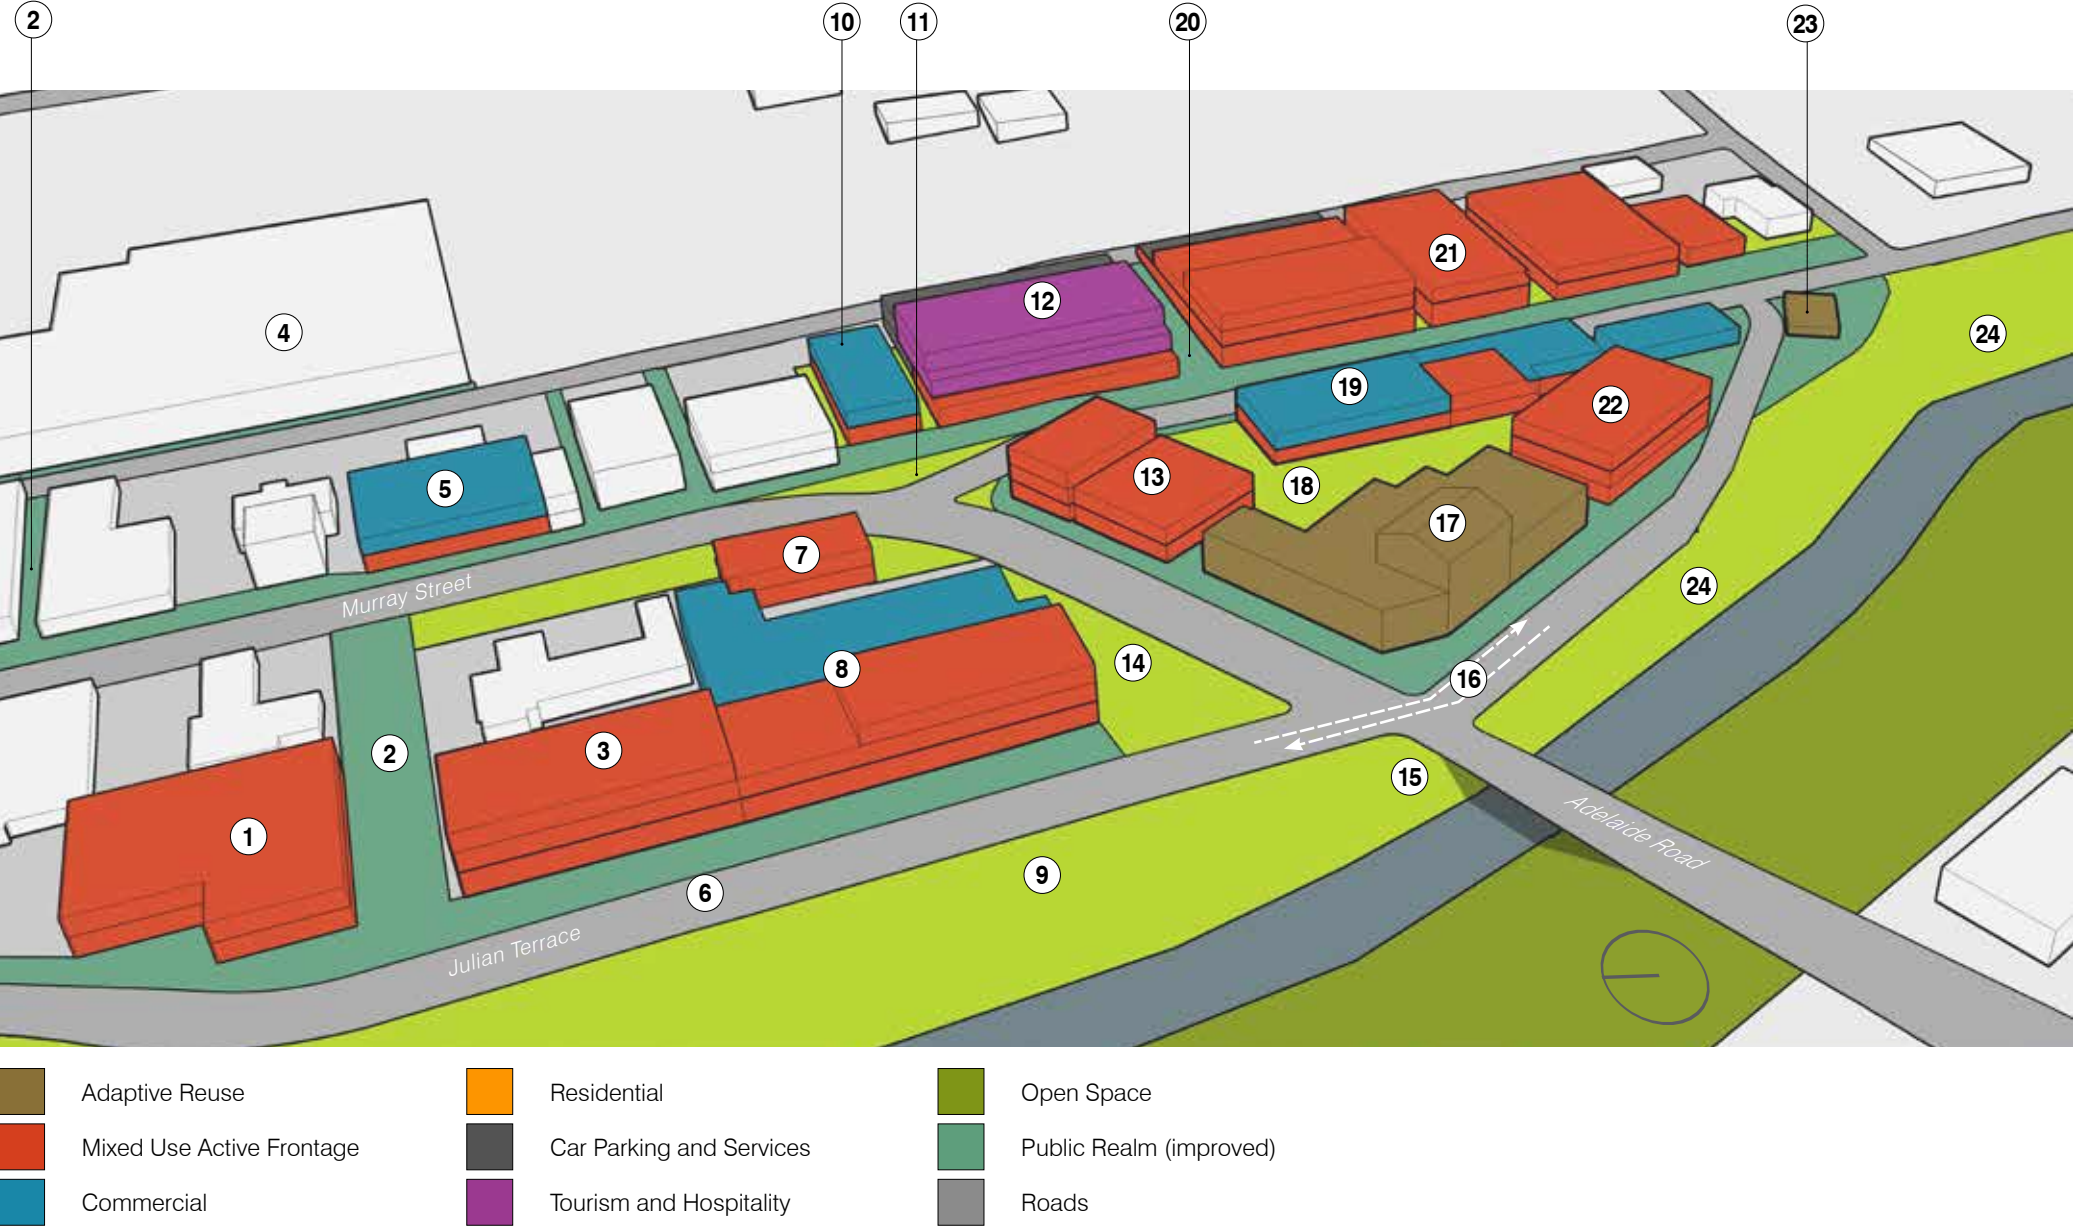 2
10
11
20
23
12
21
4
24
19
22
5
13
18
17
7
24
Murray Street
8
14
16
2
3
15
1
Adelaide Road
9
6
Julian Terrace
Adaptive Reuse
Residential
Open Space
Mixed Use Active Frontage
Car Parking and Services
Public Realm (improved)
Commercial
Tourism and Hospitality
Roads